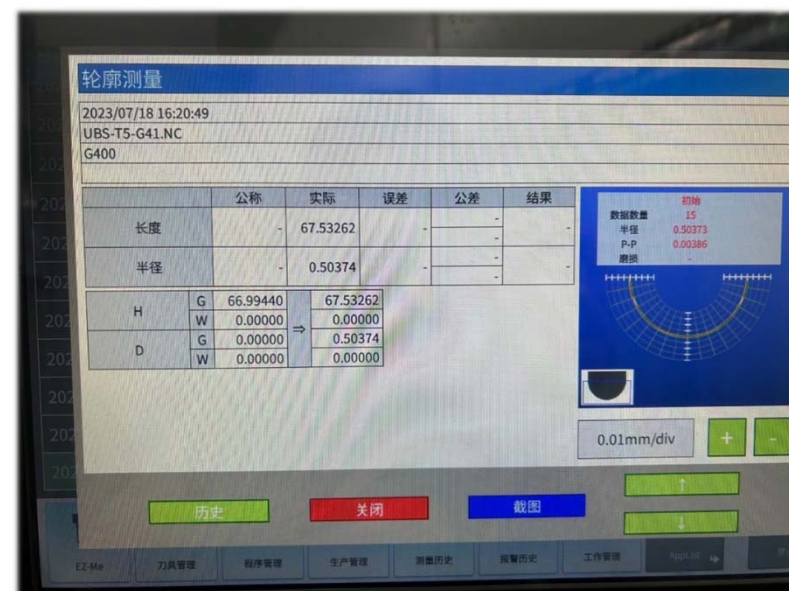 轮廓测量
2023/07/18 16:20:49
UBS-T5-G41.NC
G400
公称 实际 误差 公差 结果
长度 - 67.53262 - - - -
半径 - 0.50374 - - - -
H G 66.99440 ⇒ 67.53262
W 0.00000 0.00000
D G 0.00000 0.50374
W 0.00000 0.00000
初始
数据数量 15
半径 0.50373
P-P 0.00386
磨损 -
0.01mm/div + -
历史 关闭 截图 ↑
↓
EZ-Me 刀具管理 程序管理 生产管理 测量历史 报警历史 工作管理 AppList